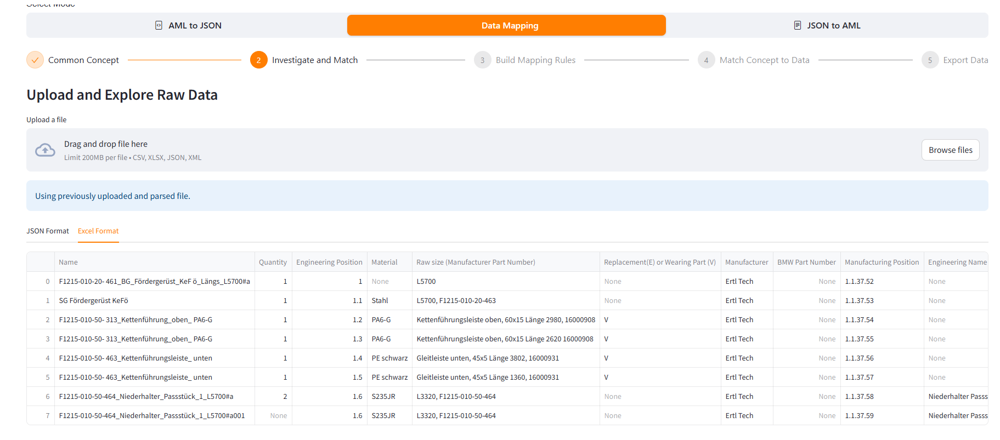 Select Mode
AML to JSON
Data Mapping
JSON to AML
Common Concept
2 Investigate and Match
3 Build Mapping Rules
4 Match Concept to Data
5 Export Data
Upload and Explore Raw Data
Upload a file
Drag and drop file here
Limit 200MB per file • CSV, XLSX, JSON, XML
Browse files
Using previously uploaded and parsed file.
JSON Format Excel Format
Name Quantity Engineering Position Material Raw size (Manufacturer Part Number) Replacement(E) or Wearing Part (V) Manufacturer BMW Part Number Manufacturing Position Engineering Name
0 F1215-010-20- 461_BG_Fördergerüst_KeF ö_Längs_L5700#a 1 1 None L5700 None Ertl Tech None 1.1.37.52 None
1 SG Fördergerüst KeFö 1 1.1 Stahl L5700, F1215-010-20-463 None Ertl Tech None 1.1.37.53 None
2 F1215-010-50- 313_Kettenführung_oben_ PA6-G 1 1.2 PA6-G Kettenführungsleiste oben, 60x15 Länge 2980, 16000908 V Ertl Tech None 1.1.37.54 None
3 F1215-010-50- 313_Kettenführung_oben_ PA6-G 1 1.3 PA6-G Kettenführungsleiste oben, 60x15 Länge 2620 16000908 V Ertl Tech None 1.1.37.55 None
4 F1215-010-50- 463_Kettenführungsleiste_ unten 1 1.4 PE schwarz Gleitleiste unten, 45x5 Länge 3802, 16000931 V Ertl Tech None 1.1.37.56 None
5 F1215-010-50- 463_Kettenführungsleiste_ unten 1 1.5 PE schwarz Gleitleiste unten, 45x5 Länge 1360, 16000931 V Ertl Tech None 1.1.37.57 None
6 F1215-010-50-464_Niederhalter_Passstück_1_L5700#a 2 1.6 S235JR L3320, F1215-010-50-464 None Ertl Tech None 1.1.37.58 Niederhalter Passs
7 F1215-010-50-464_Niederhalter_Passstück_1_L5700#a001 None 1.6 S235JR L3320, F1215-010-50-464 None Ertl Tech None 1.1.37.59 Niederhalter Passs